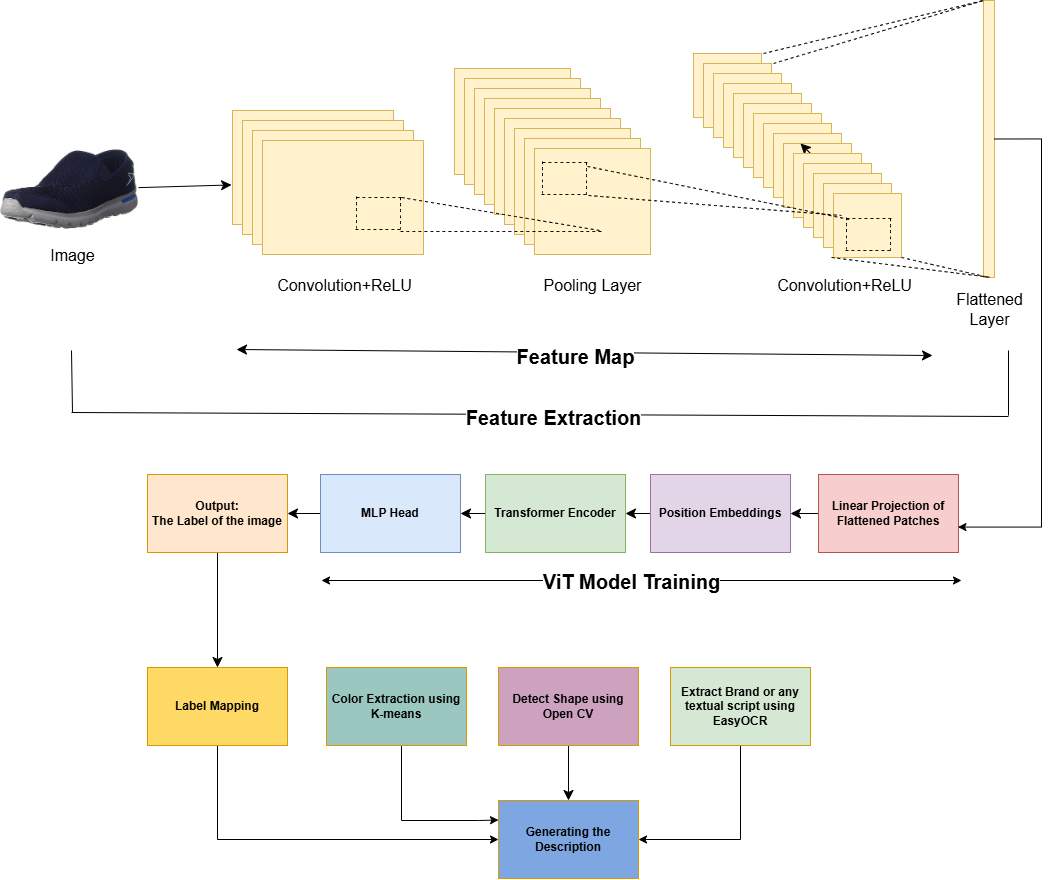 Image
Convolution+ReLU
Pooling Layer
Convolution+ReLU
Flattened
Layer
Feature Map
Feature Extraction
Output:
The Label of the image
MLP Head
Transformer Encoder
Position Embeddings
Linear Projection of
Flattened Patches
ViT Model Training
Label Mapping
Color Extraction using
K-means
Detect Shape using
Open CV
Extract Brand or any
textual script using
EasyOCR
Generating the
Description